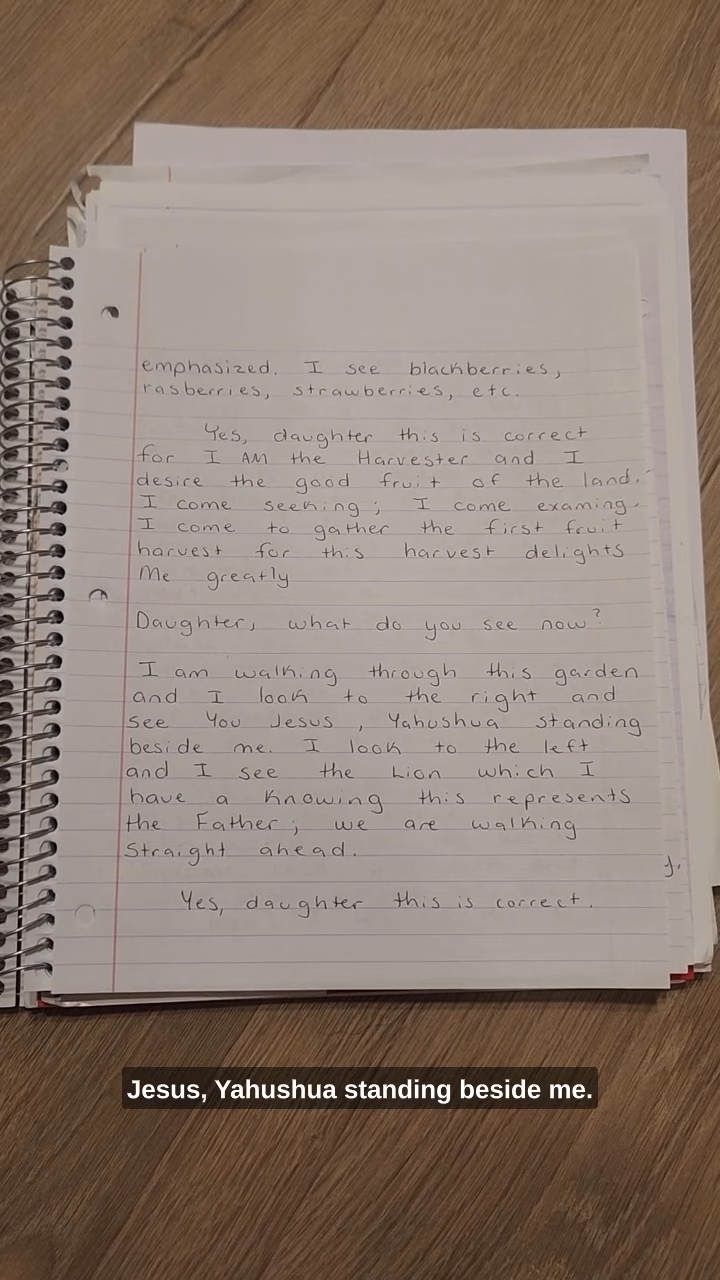 emphasized. I see blackberries,
rasberries, strawberries, etc.
Yes, daughter this is correct
for I AM the Harvester and I
desire the good fruit of the land.
I come seeking; I come examing.
I come to gather the first fruit
harvest for this harvest delights
Me greatly
Daughter, what do you see now?
I am walking through this garden
and I look to the right and
see You Jesus, Yahushua standing
beside me. I look to the left
and I see the Lion which I
have a knowing this represents
the Father; we are walking
straight ahead.
Yes, daughter this is correct.
Jesus, Yahushua standing beside me.